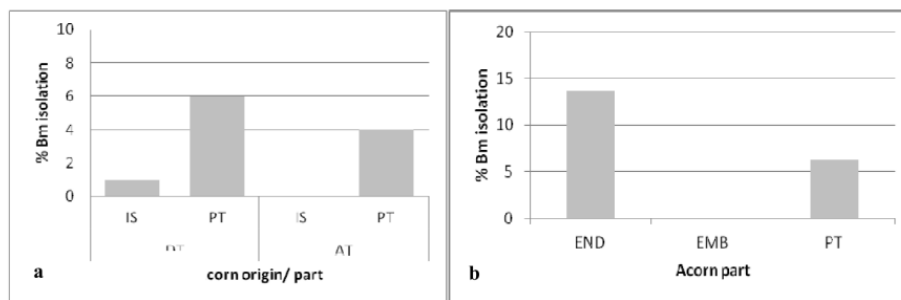 10
8
6
4
2
0
% Bm isolation
IS PT IS PT
AT
a corn origin/ part
20
15
10
5
0
% Bm isolation
END EMB PT
b Acorn part